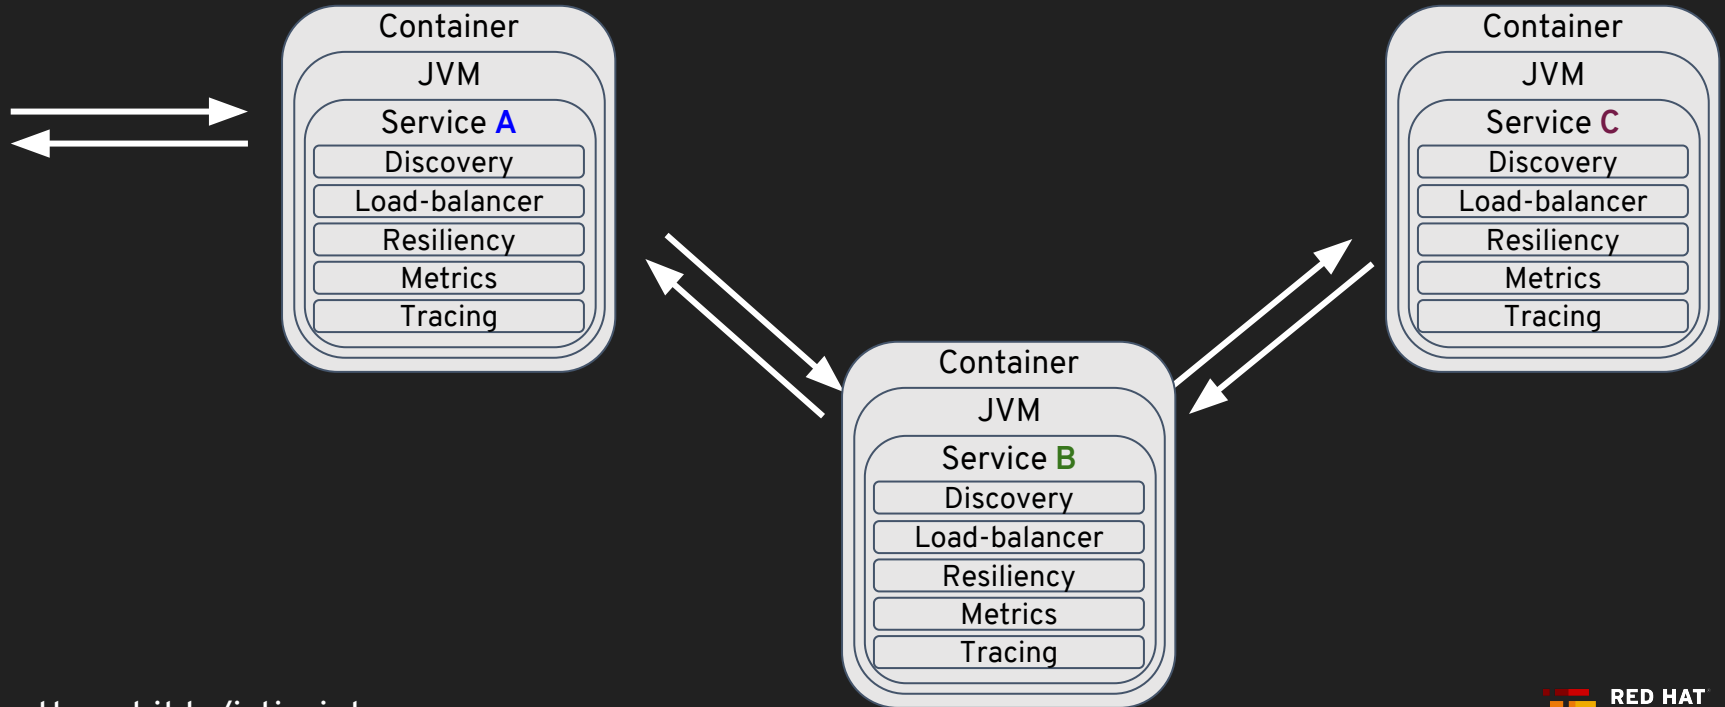 Container
JVM
Service A
Discovery
Load-balancer
Resiliency
Metrics
Tracing
Container
JVM
Service B
Discovery
Load-balancer
Resiliency
Metrics
Tracing
Container
JVM
Service C
Discovery
Load-balancer
Resiliency
Metrics
Tracing
RED HAT